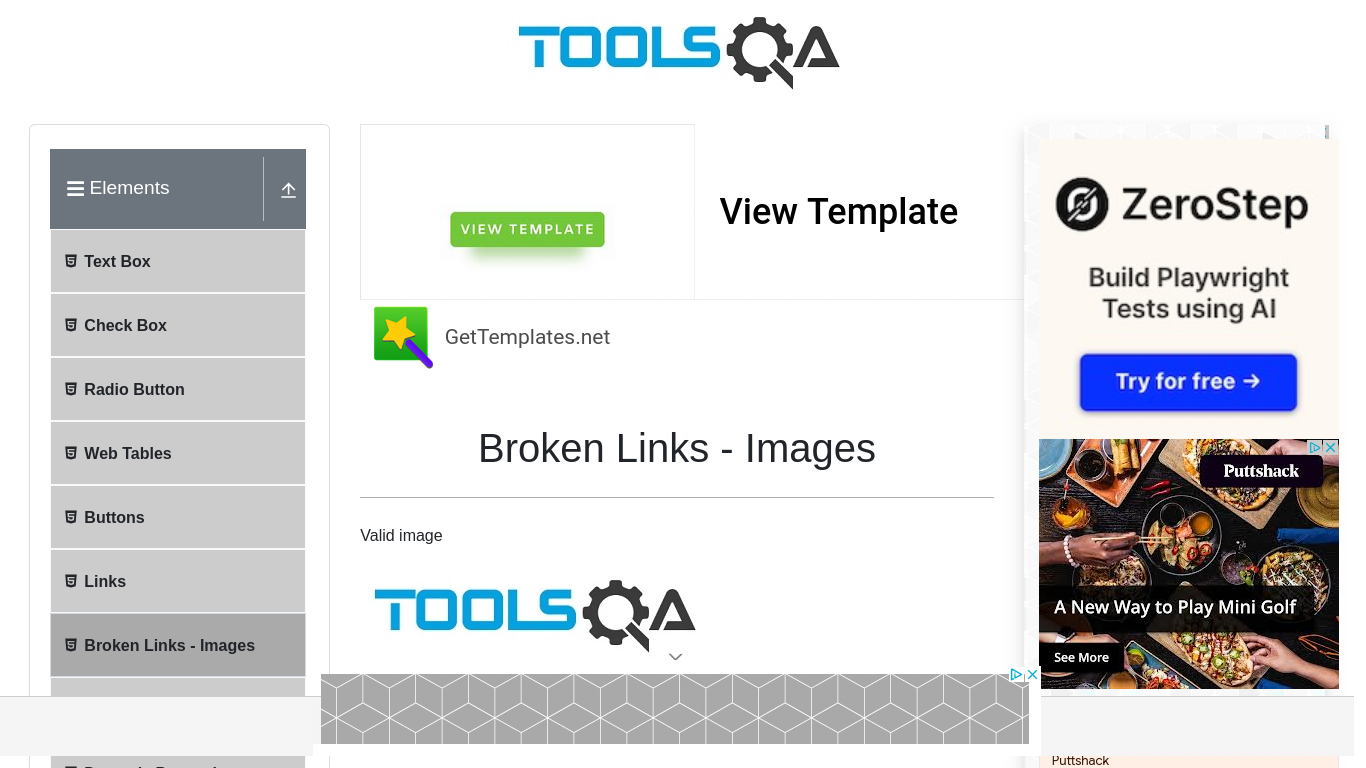 TOOLSQA
Elements
Text Box
Check Box
Radio Button
Web Tables
Buttons
Links
Broken Links - Images
VIEW TEMPLATE
View Template
GetTemplates.net
Broken Links - Images
Valid image
TOOLSQA
ZeroStep
Build Playwright
Tests using AI
Try for free →
Puttshack
A New Way to Play Mini Golf
See More
Puttshack